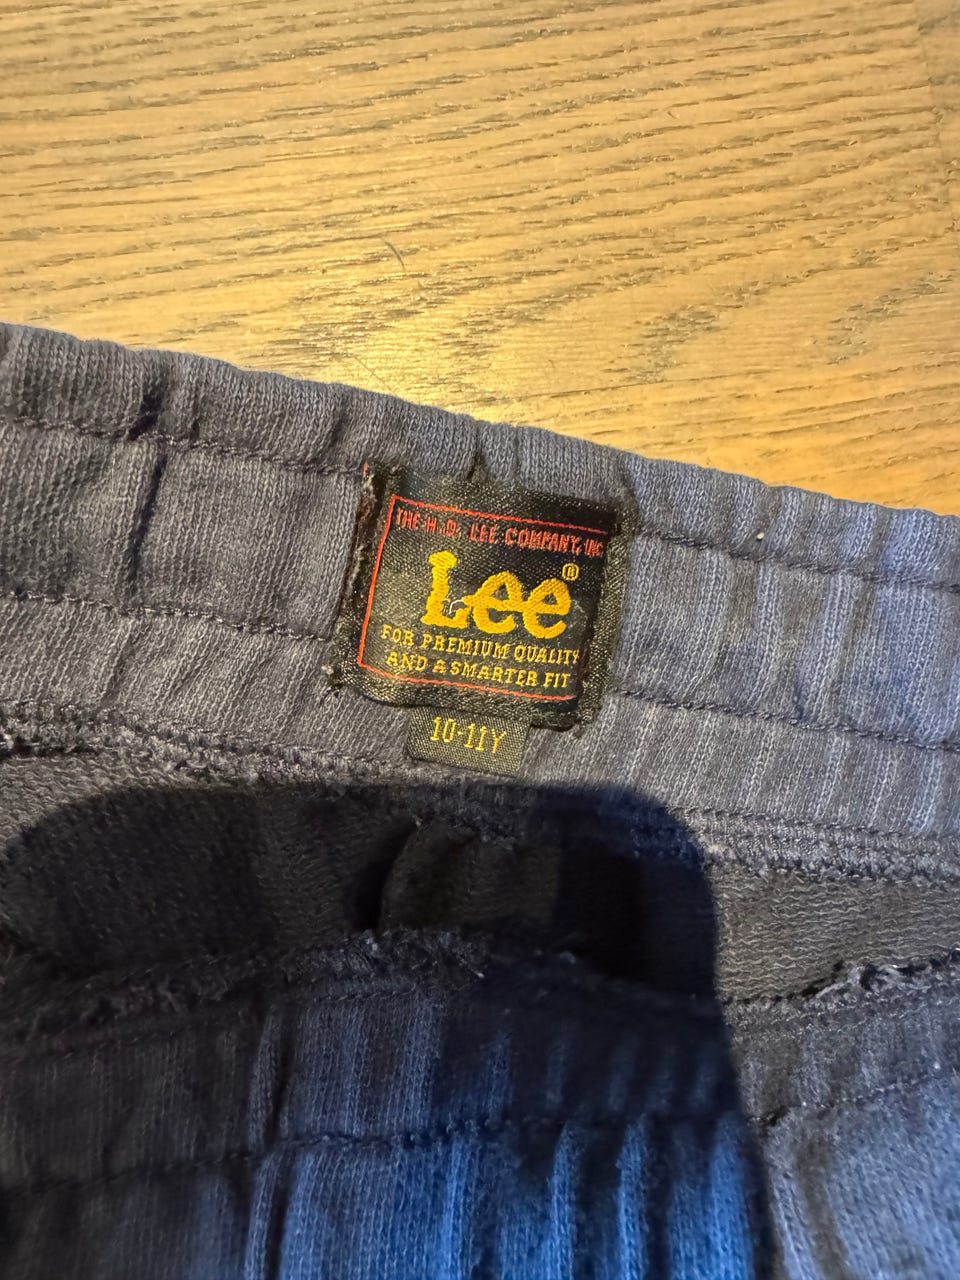 THE H. D. LEE COMPANY, INC
Lee®
FOR PREMIUM QUALITY
AND A SMARTER FIT
10-11Y